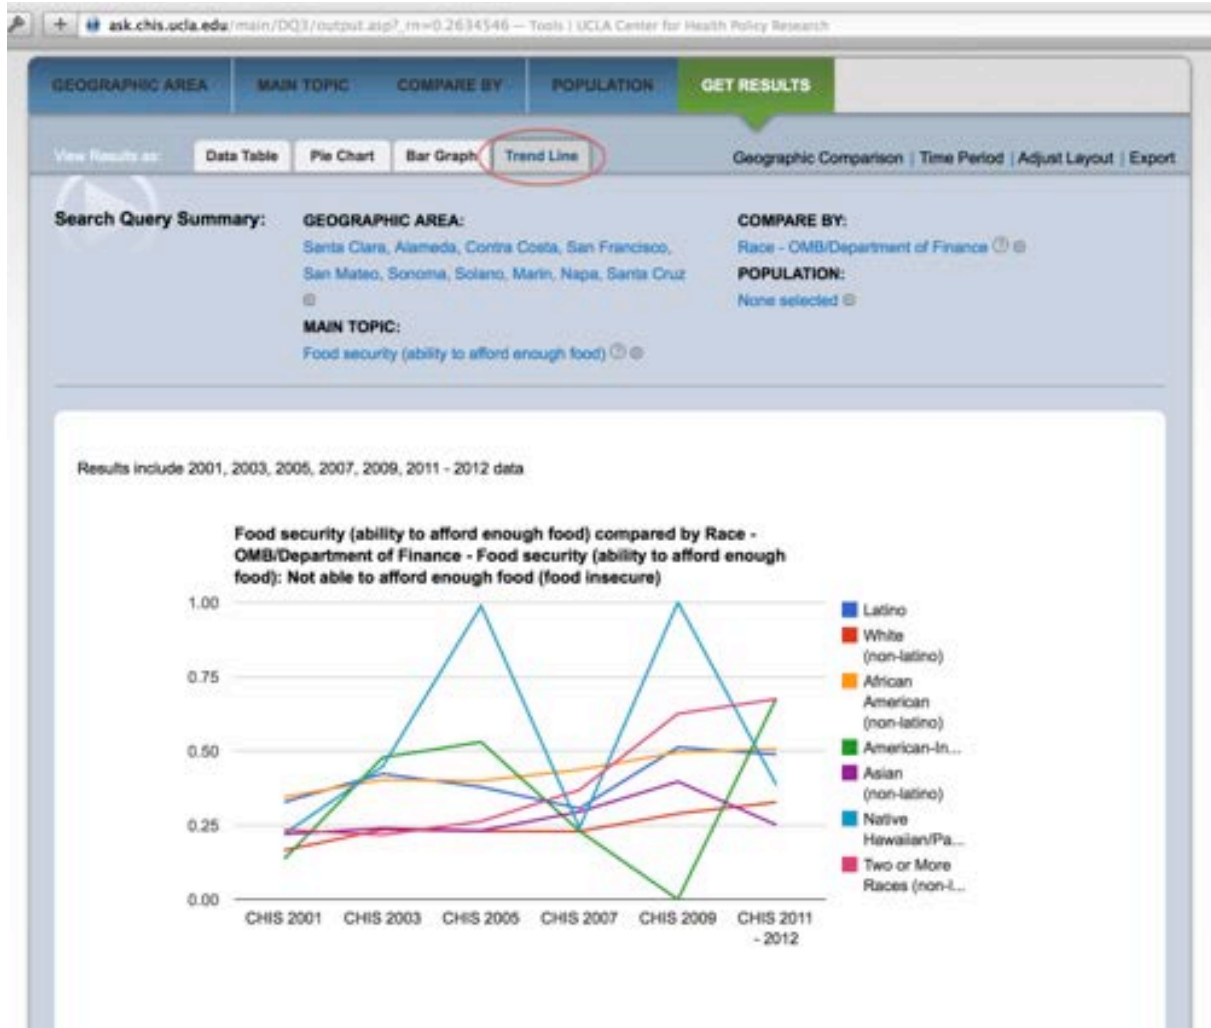 ask.chis.ucla.edu/main/DQ3/output.asp?_rn=0.2634546 — Tools | UCLA Center for Health Policy Research
GEOGRAPHIC AREA MAIN TOPIC COMPARE BY POPULATION GET RESULTS
View Results as: Data Table Pie Chart Bar Graph Trend Line Geographic Comparison | Time Period | Adjust Layout | Export
Search Query Summary:
GEOGRAPHIC AREA:
Santa Clara, Alameda, Contra Costa, San Francisco,
San Mateo, Sonoma, Solano, Marin, Napa, Santa Cruz
MAIN TOPIC:
Food security (ability to afford enough food)
COMPARE BY:
Race - OMB/Department of Finance
POPULATION:
None selected
Results include 2001, 2003, 2005, 2007, 2009, 2011 - 2012 data
Food security (ability to afford enough food) compared by Race -
OMB/Department of Finance - Food security (ability to afford enough
food): Not able to afford enough food (food insecure)
1.00
0.75
0.50
0.25
0.00
CHIS 2001 CHIS 2003 CHIS 2005 CHIS 2007 CHIS 2009 CHIS 2011
- 2012
Latino
White
(non-latino)
African
American
(non-latino)
American-In...
Asian
(non-latino)
Native
Hawaiian/Pa...
Two or More
Races (non-l...